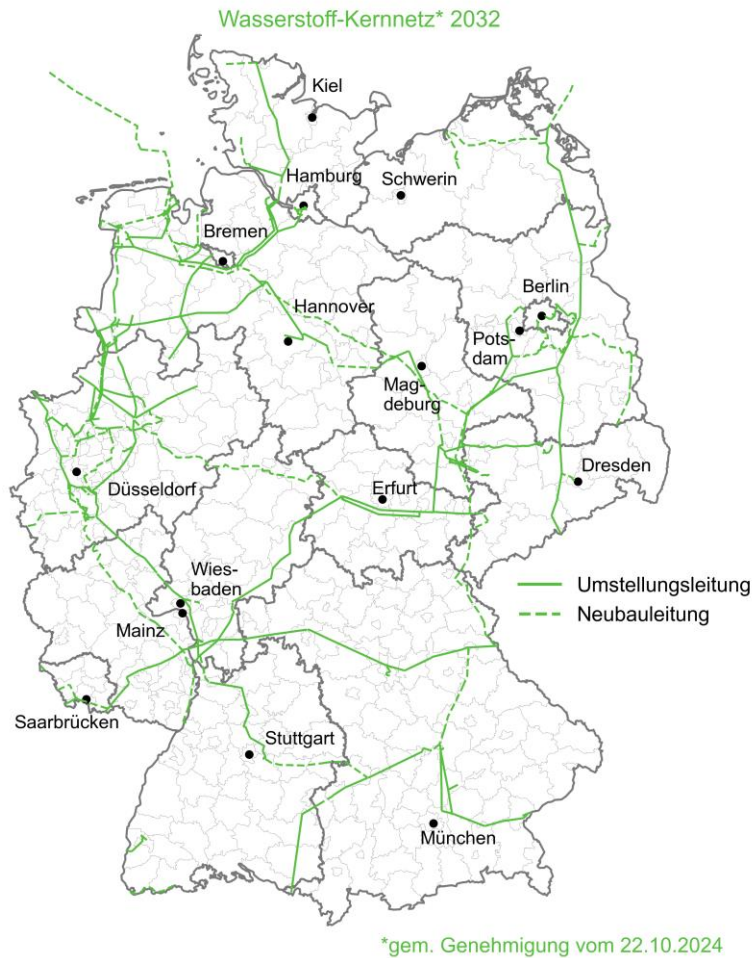 Wasserstoff-Kernnetz* 2032
Kiel
Hamburg
Schwerin
Bremen
Berlin
Hannover
Pots-
dam
Mag-
deburg
Düsseldorf
Erfurt
Dresden
Wies-
baden
Umstellungsleitung
Neubauleitung
Mainz
Saarbrücken
Stuttgart
München
*gem. Genehmigung vom 22.10.2024